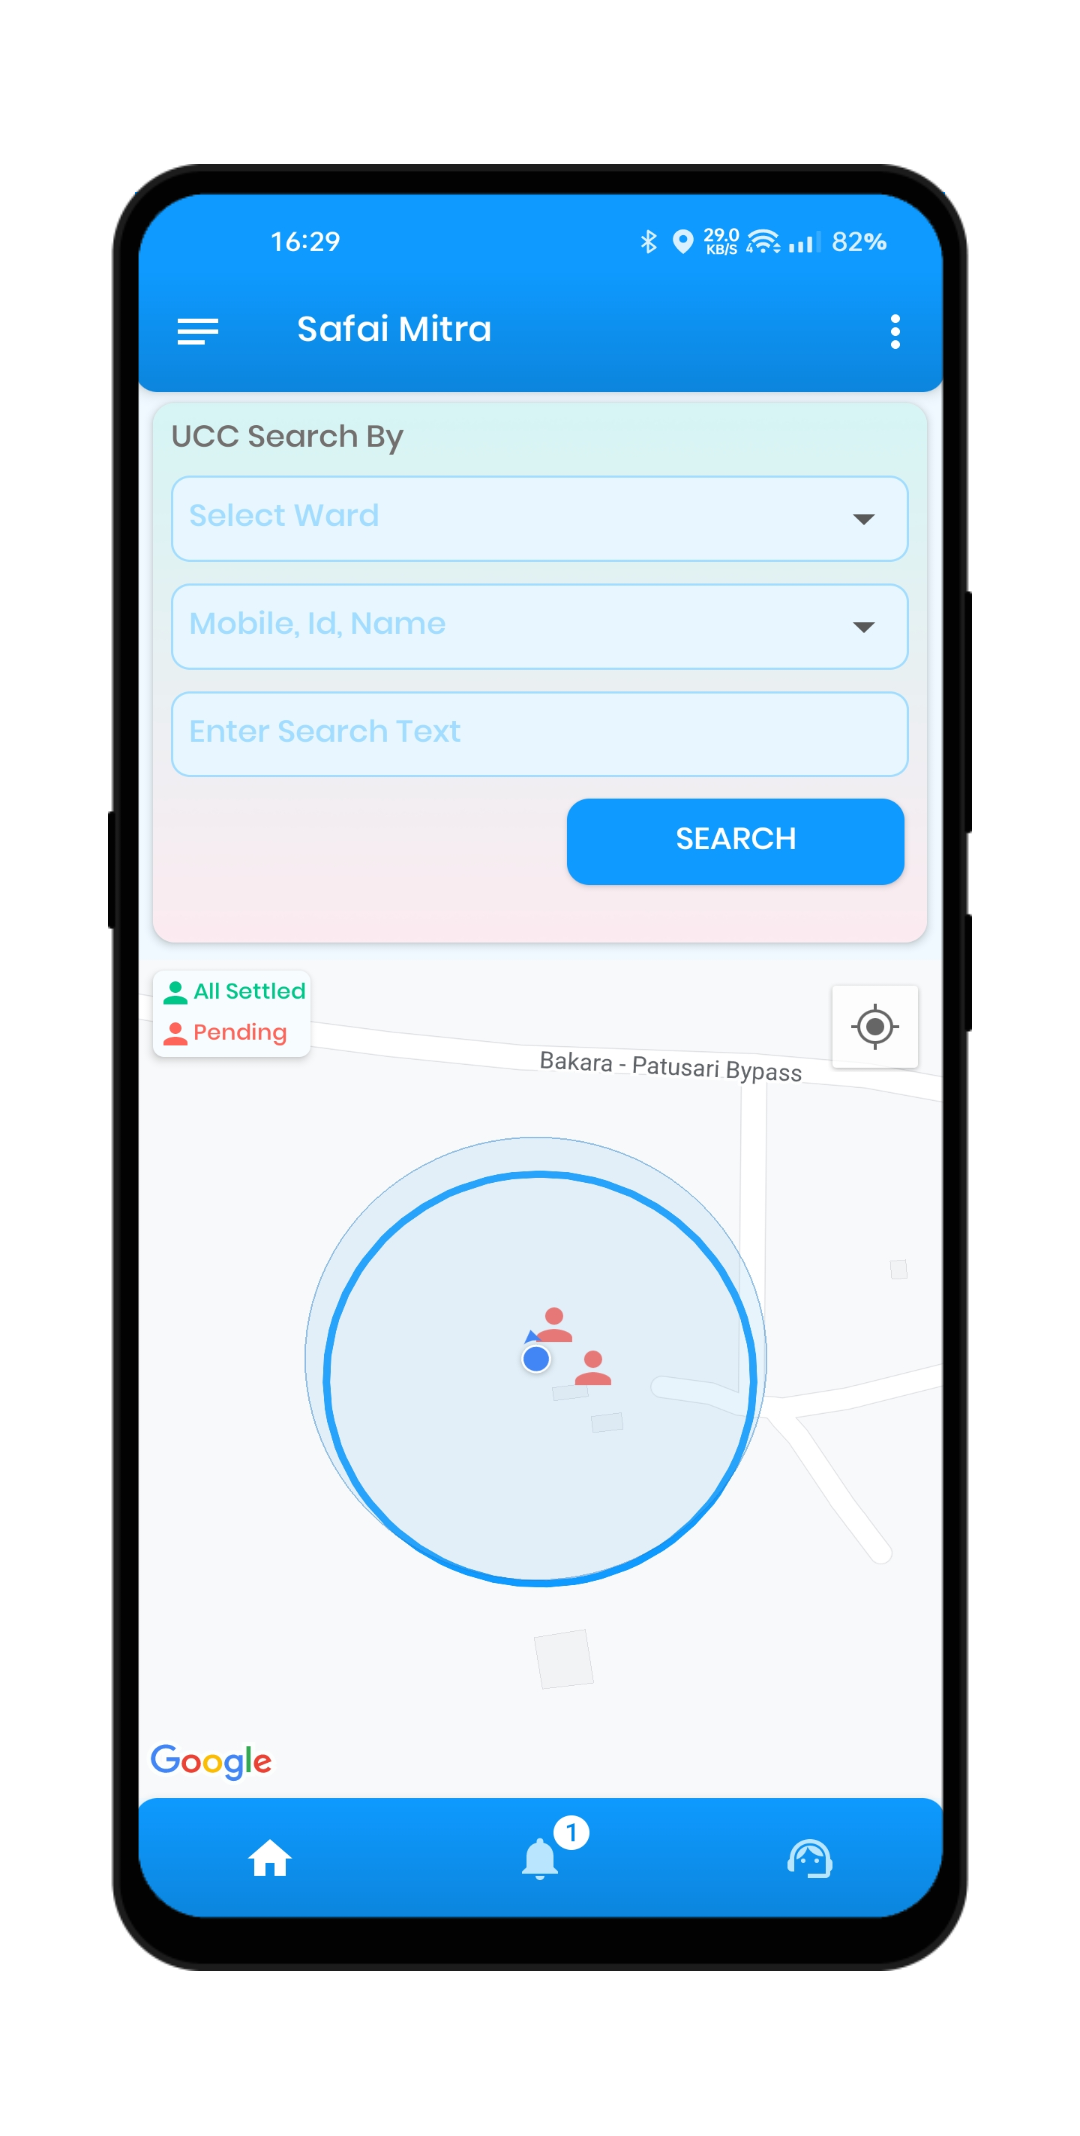 16:29
29.0
KB/S
4
82%
Safai Mitra
UCC Search By
Select Ward
Mobile, Id, Name
Enter Search Text
SEARCH
All Settled
Pending
Bakara - Patusari Bypass
Google
1